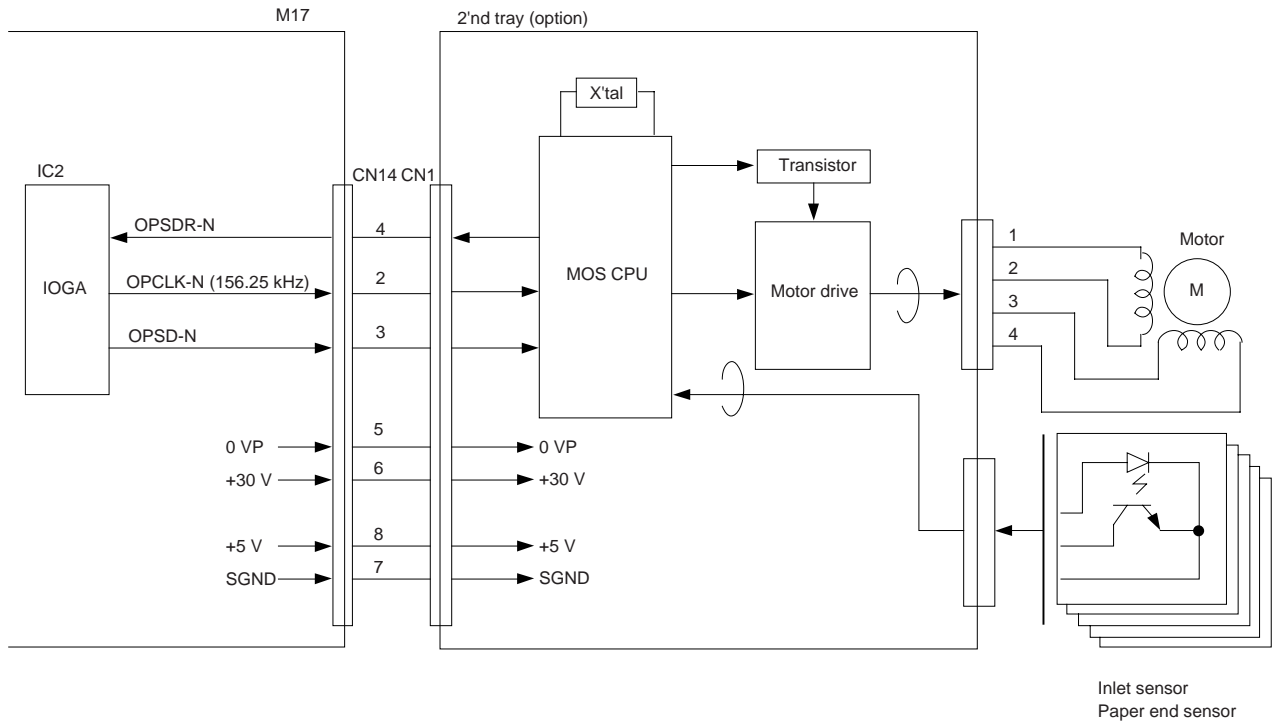 M17
2'nd tray (option)
X'tal
IC2
CN14 CN1
Transistor
OPSDR-N
4
1
Motor
IOGA
OPCLK-N (156.25 kHz)
2
MOS CPU
Motor drive
2
M
3
OPSD-N
3
4
0 VP
5
0 VP
+30 V
6
+30 V
+5 V
8
+5 V
SGND
7
SGND
Inlet sensor
Paper end sensor